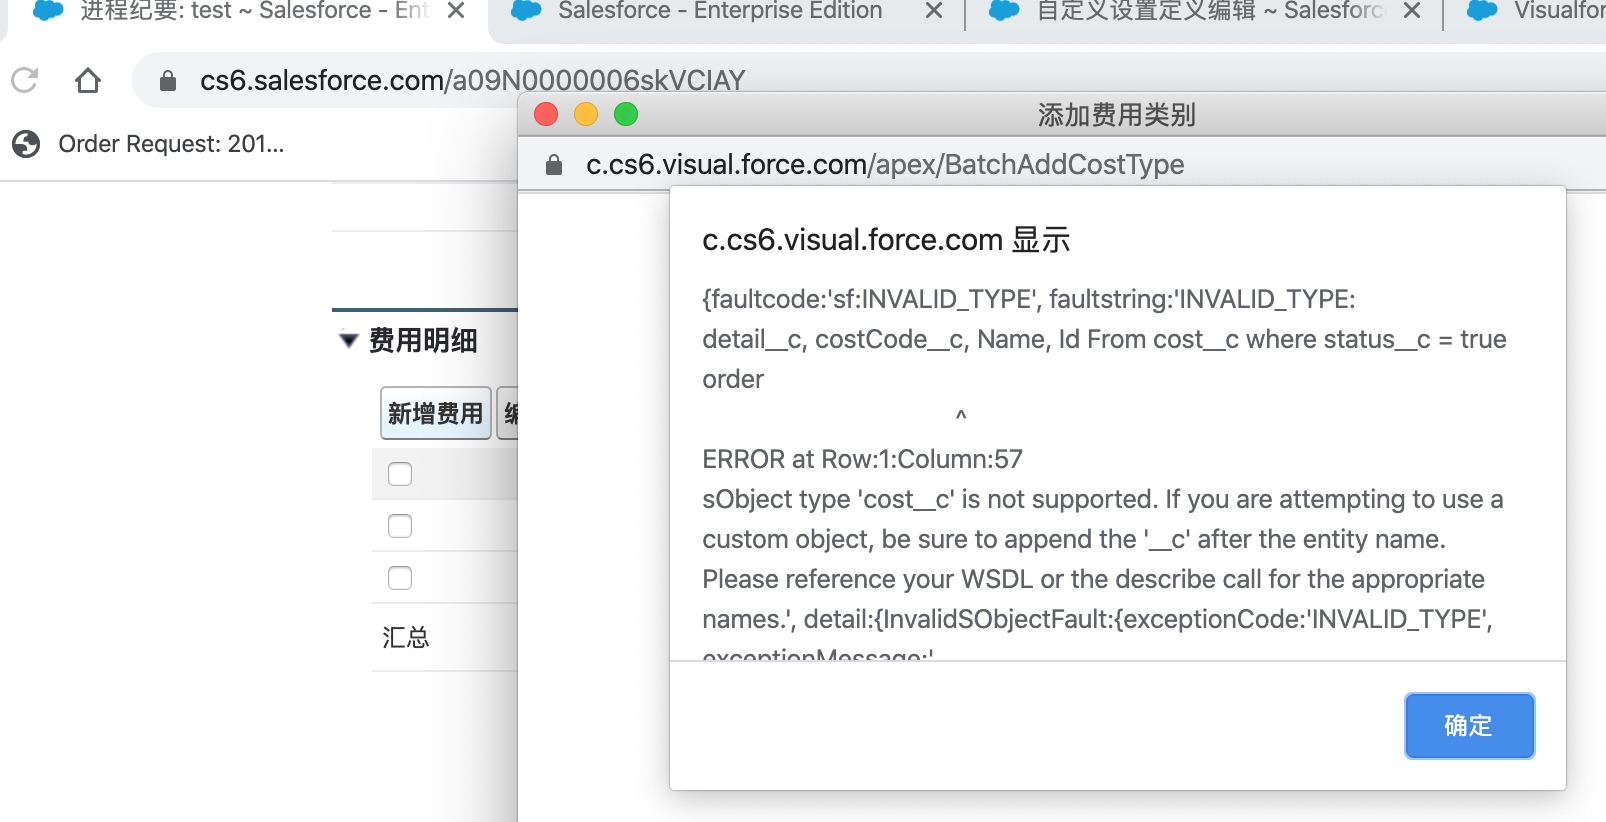 进程纪要: test ~ Salesforce - Ent
Salesforce - Enterprise Edition
自定义设置定义编辑 ~ Salesforc
Visualfor
cs6.salesforce.com/a09N0000006skVCIAY
Order Request: 201...
添加费用类别
c.cs6.visual.force.com/apex/BatchAddCostType
c.cs6.visual.force.com 显示
{faultcode:'sf:INVALID_TYPE', faultstring:'INVALID_TYPE:
detail__c, costCode__c, Name, Id From cost__c where status__c = true
order
^
ERROR at Row:1:Column:57
sObject type 'cost__c' is not supported. If you are attempting to use a
custom object, be sure to append the '__c' after the entity name.
Please reference your WSDL or the describe call for the appropriate
names.', detail:{InvalidSObjectFault:{exceptionCode:'INVALID_TYPE',
exceptionMessage:'
确定
费用明细
新增费用
汇总